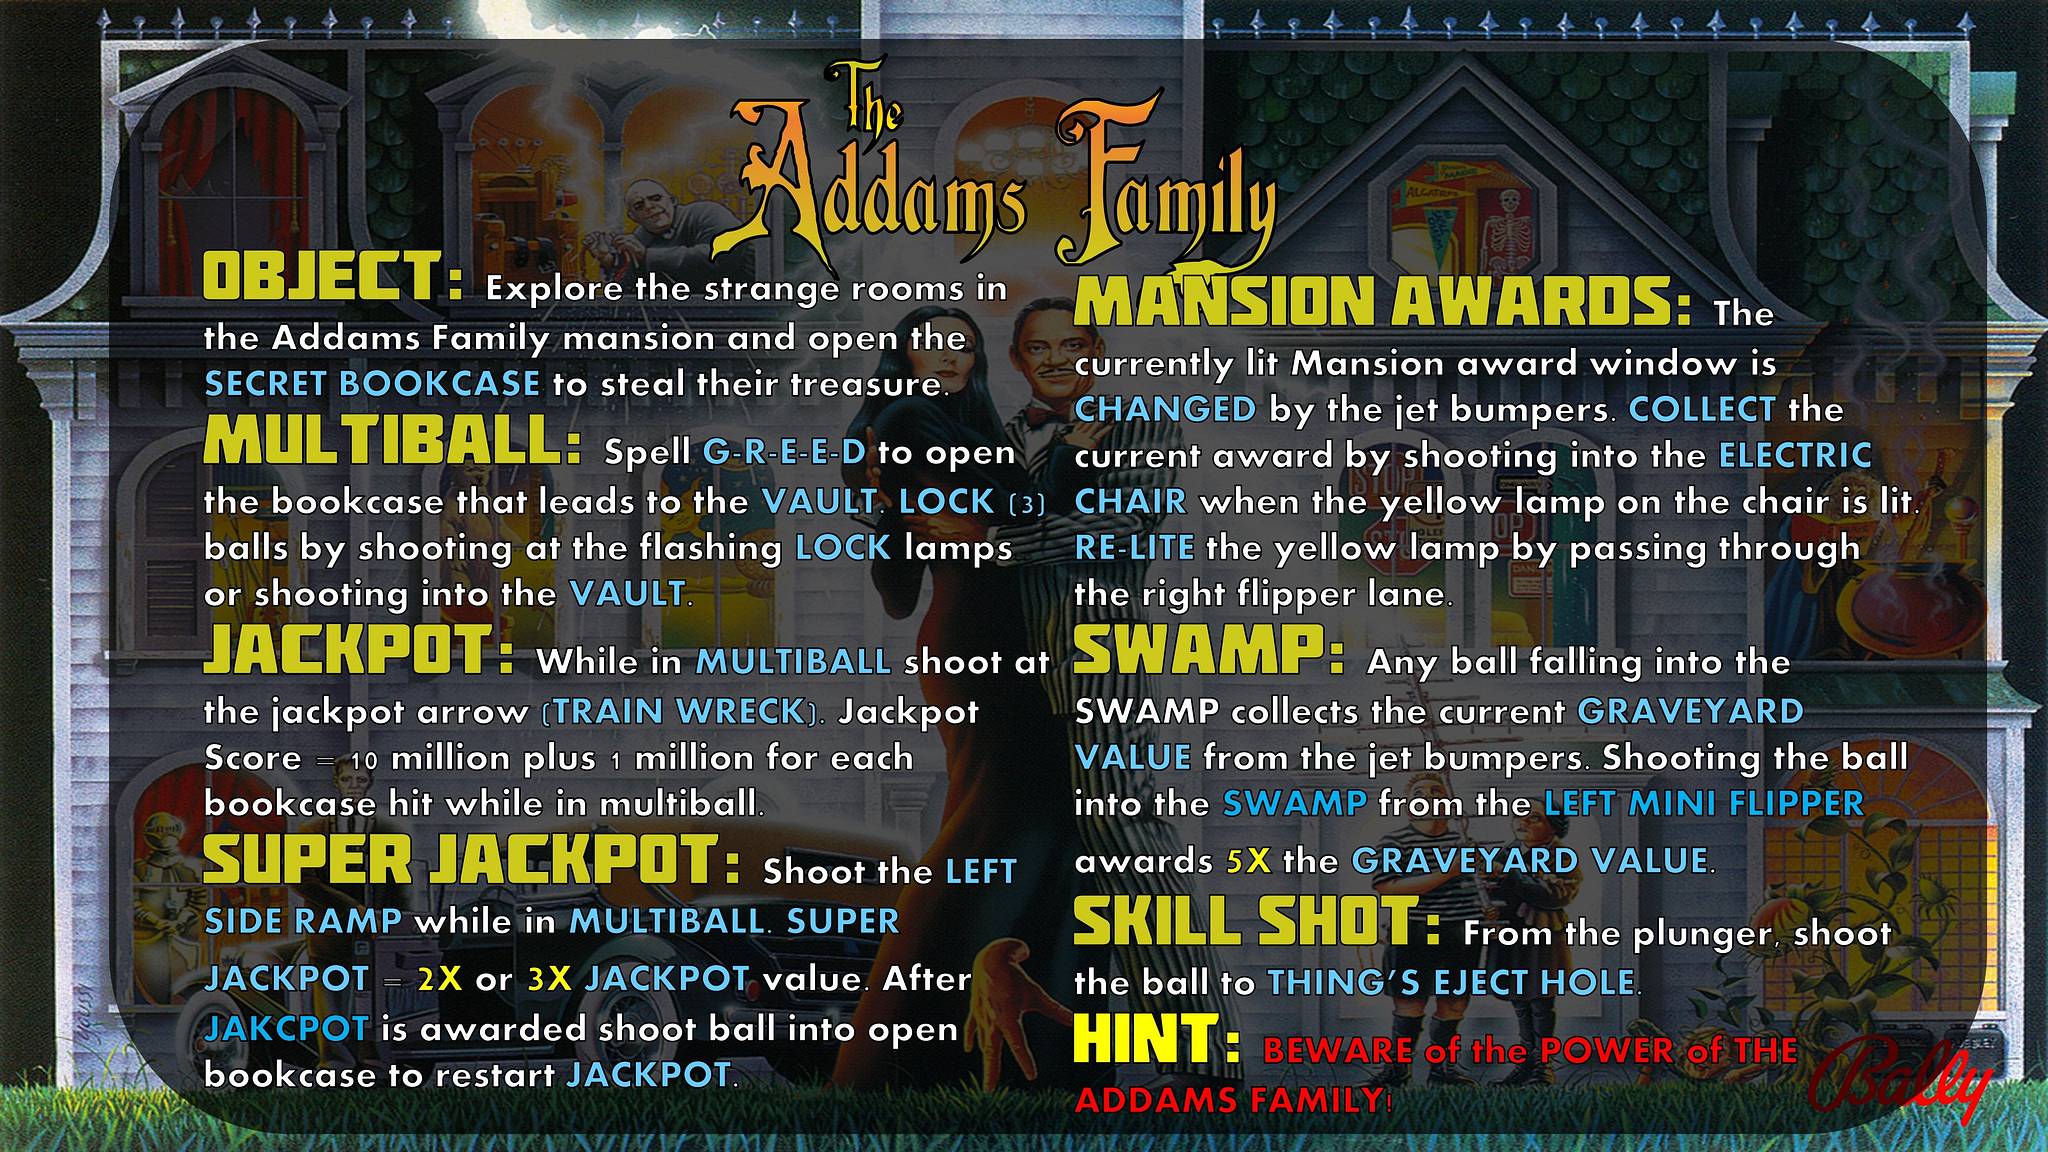 The
Addams Family
OBJECT: Explore the strange rooms in
the Addams Family mansion and open the
SECRET BOOKCASE to steal their treasure.
MULTIBALL: Spell G-R-E-E-D to open
the bookcase that leads to the VAULT. LOCK (3)
balls by shooting at the flashing LOCK lamps
or shooting into the VAULT.
JACKPOT: While in MULTIBALL shoot at
the jackpot arrow (TRAIN WRECK). Jackpot
Score = 10 million plus 1 million for each
bookcase hit while in multiball.
SUPER JACKPOT: Shoot the LEFT
SIDE RAMP while in MULTIBALL. SUPER
JACKPOT = 2X or 3X JACKPOT value. After
JAKCPOT is awarded shoot ball into open
bookcase to restart JACKPOT.
MANSION AWARDS: The
currently lit Mansion award window is
CHANGED by the jet bumpers. COLLECT the
current award by shooting into the ELECTRIC
CHAIR when the yellow lamp on the chair is lit.
RE-LITE the yellow lamp by passing through
the right flipper lane.
SWAMP: Any ball falling into the
SWAMP collects the current GRAVEYARD
VALUE from the jet bumpers. Shooting the ball
into the SWAMP from the LEFT MINI FLIPPER
awards 5X the GRAVEYARD VALUE.
SKILL SHOT: From the plunger, shoot
the ball to THING'S EJECT HOLE.
HINT: BEWARE of the POWER of THE
ADDAMS FAMILY!
Bally
ALCATRAZ
STOP